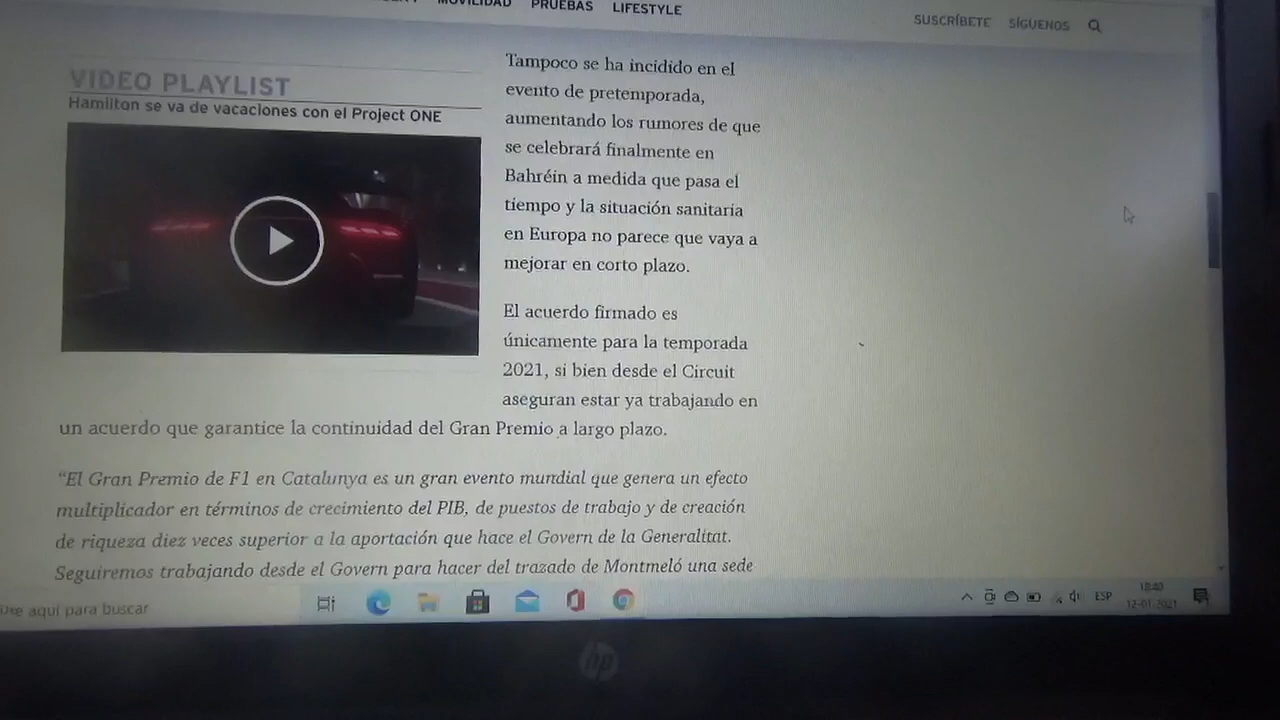 MOVILIDAD PRUEBAS LIFESTYLE
SUSCRÍBETE SÍGUENOS
VIDEO PLAYLIST
Hamilton se va de vacaciones con el Project ONE
Tampoco se ha incidido en el
evento de pretemporada,
aumentando los rumores de que
se celebrará finalmente en
Bahréin a medida que pasa el
tiempo y la situación sanitaria
en Europa no parece que vaya a
mejorar en corto plazo.
El acuerdo firmado es
únicamente para la temporada
2021, si bien desde el Circuit
aseguran estar ya trabajando en
un acuerdo que garantice la continuidad del Gran Premio a largo plazo.
“El Gran Premio de F1 en Catalunya es un gran evento mundial que genera un efecto
multiplicador en términos de crecimiento del PIB, de puestos de trabajo y de creación
de riqueza diez veces superior a la aportación que hace el Govern de la Generalitat.
Seguiremos trabajando desde el Govern para hacer del trazado de Montmeló una sede
aquí para buscar
ESP
18:40
12-01-2021
hp